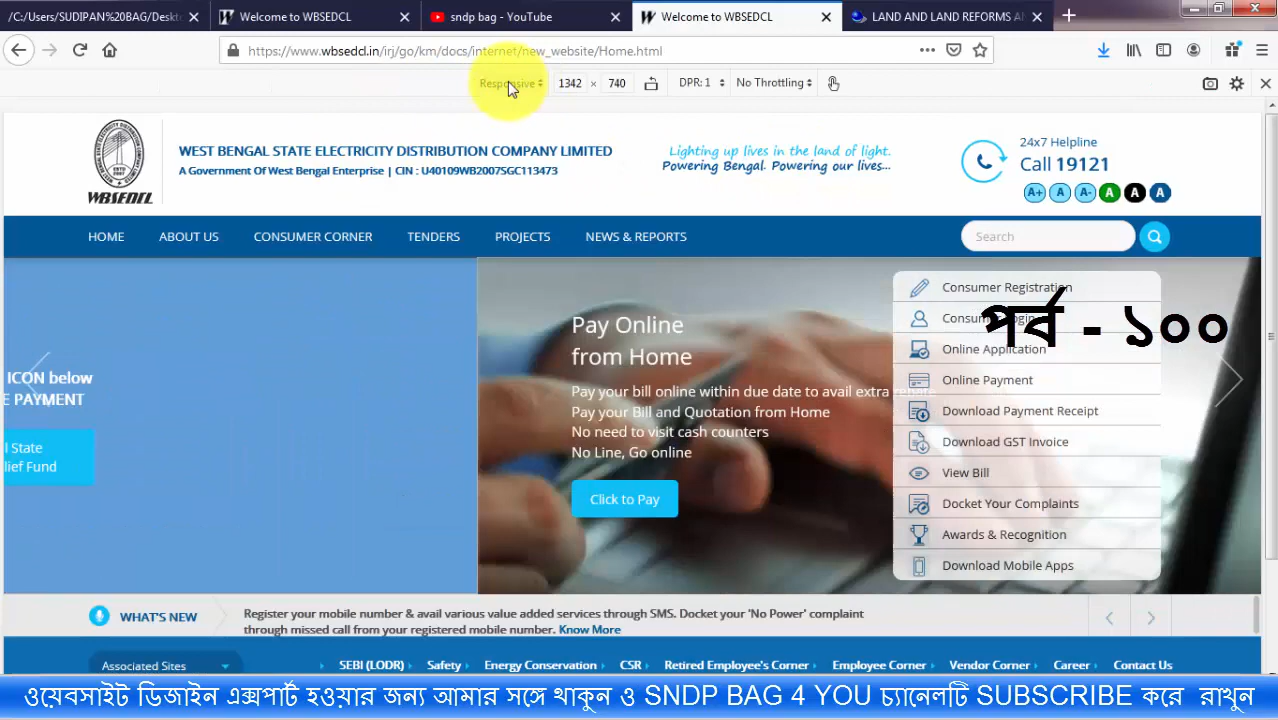 /C:/Users/SUDIPAN%20BAG/Deskt
Welcome to WBSEDCL
sndp bag - YouTube
Welcome to WBSEDCL
LAND AND LAND REFORMS A
https://www.wbsedcl.in/irj/go/km/docs/internet/new_website/Home.html
Responsive 1342 × 740 DPR: 1 No Throttling
WBSEDCL
WEST BENGAL STATE ELECTRICITY DISTRIBUTION COMPANY LIMITED
A Government Of West Bengal Enterprise | CIN : U40109WB2007SGC113473
Lighting up lives in the land of light.
Powering Bengal. Powering our lives...
24x7 Helpline
Call 19121
A+ A A- A A A
HOME ABOUT US CONSUMER CORNER TENDERS PROJECTS NEWS & REPORTS
Search
ICON below
E PAYMENT
l State
lief Fund
Pay Online
from Home
Pay your bill online within due date to avail extra rebate
Pay your Bill and Quotation from Home
No need to visit cash counters
No Line, Go online
Click to Pay
Consumer Registration
Consumer Login
পর্ব - ১০০
Online Application
Online Payment
Download Payment Receipt
Download GST Invoice
View Bill
Docket Your Complaints
Awards & Recognition
Download Mobile Apps
WHAT'S NEW
Register your mobile number & avail various value added services through SMS. Docket your 'No Power' complaint
through missed call from your registered mobile number. Know More
Associated Sites
SEBI (LODR) Safety Energy Conservation CSR Retired Employee's Corner Employee Corner Vendor Corner Career Contact Us
ওয়েবসাইট ডিজাইন এক্সপার্ট হওয়ার জন্য আমার সঙ্গে থাকুন ও SNDP BAG 4 YOU চ্যানেলটি SUBSCRIBE করে রাখুন